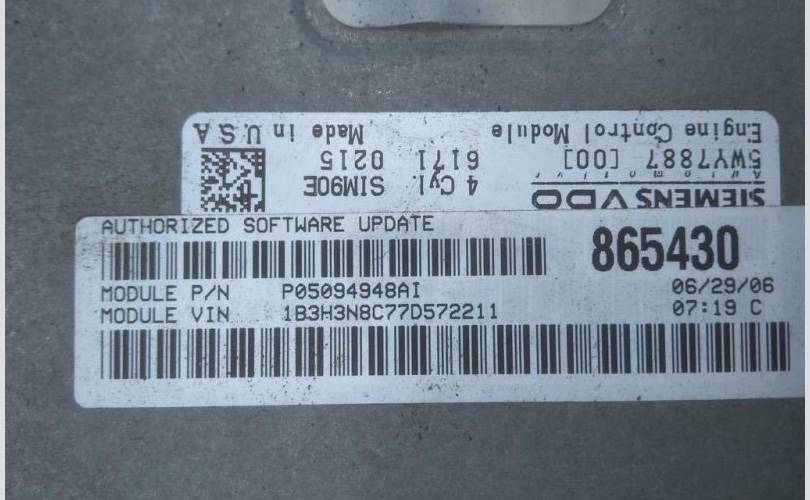 AUTHORIZED SOFTWARE UPDATE
865430
MODULE P/N P05094948AI 06/29/06
MODULE VIN 1B3H3N8C77D572211 07:19 C
SIEMENS VDO
Automotive
5WY7887 [00] 6171 0215
4 Cyl. SIM90E
Engine Control Module Made in U.S.A